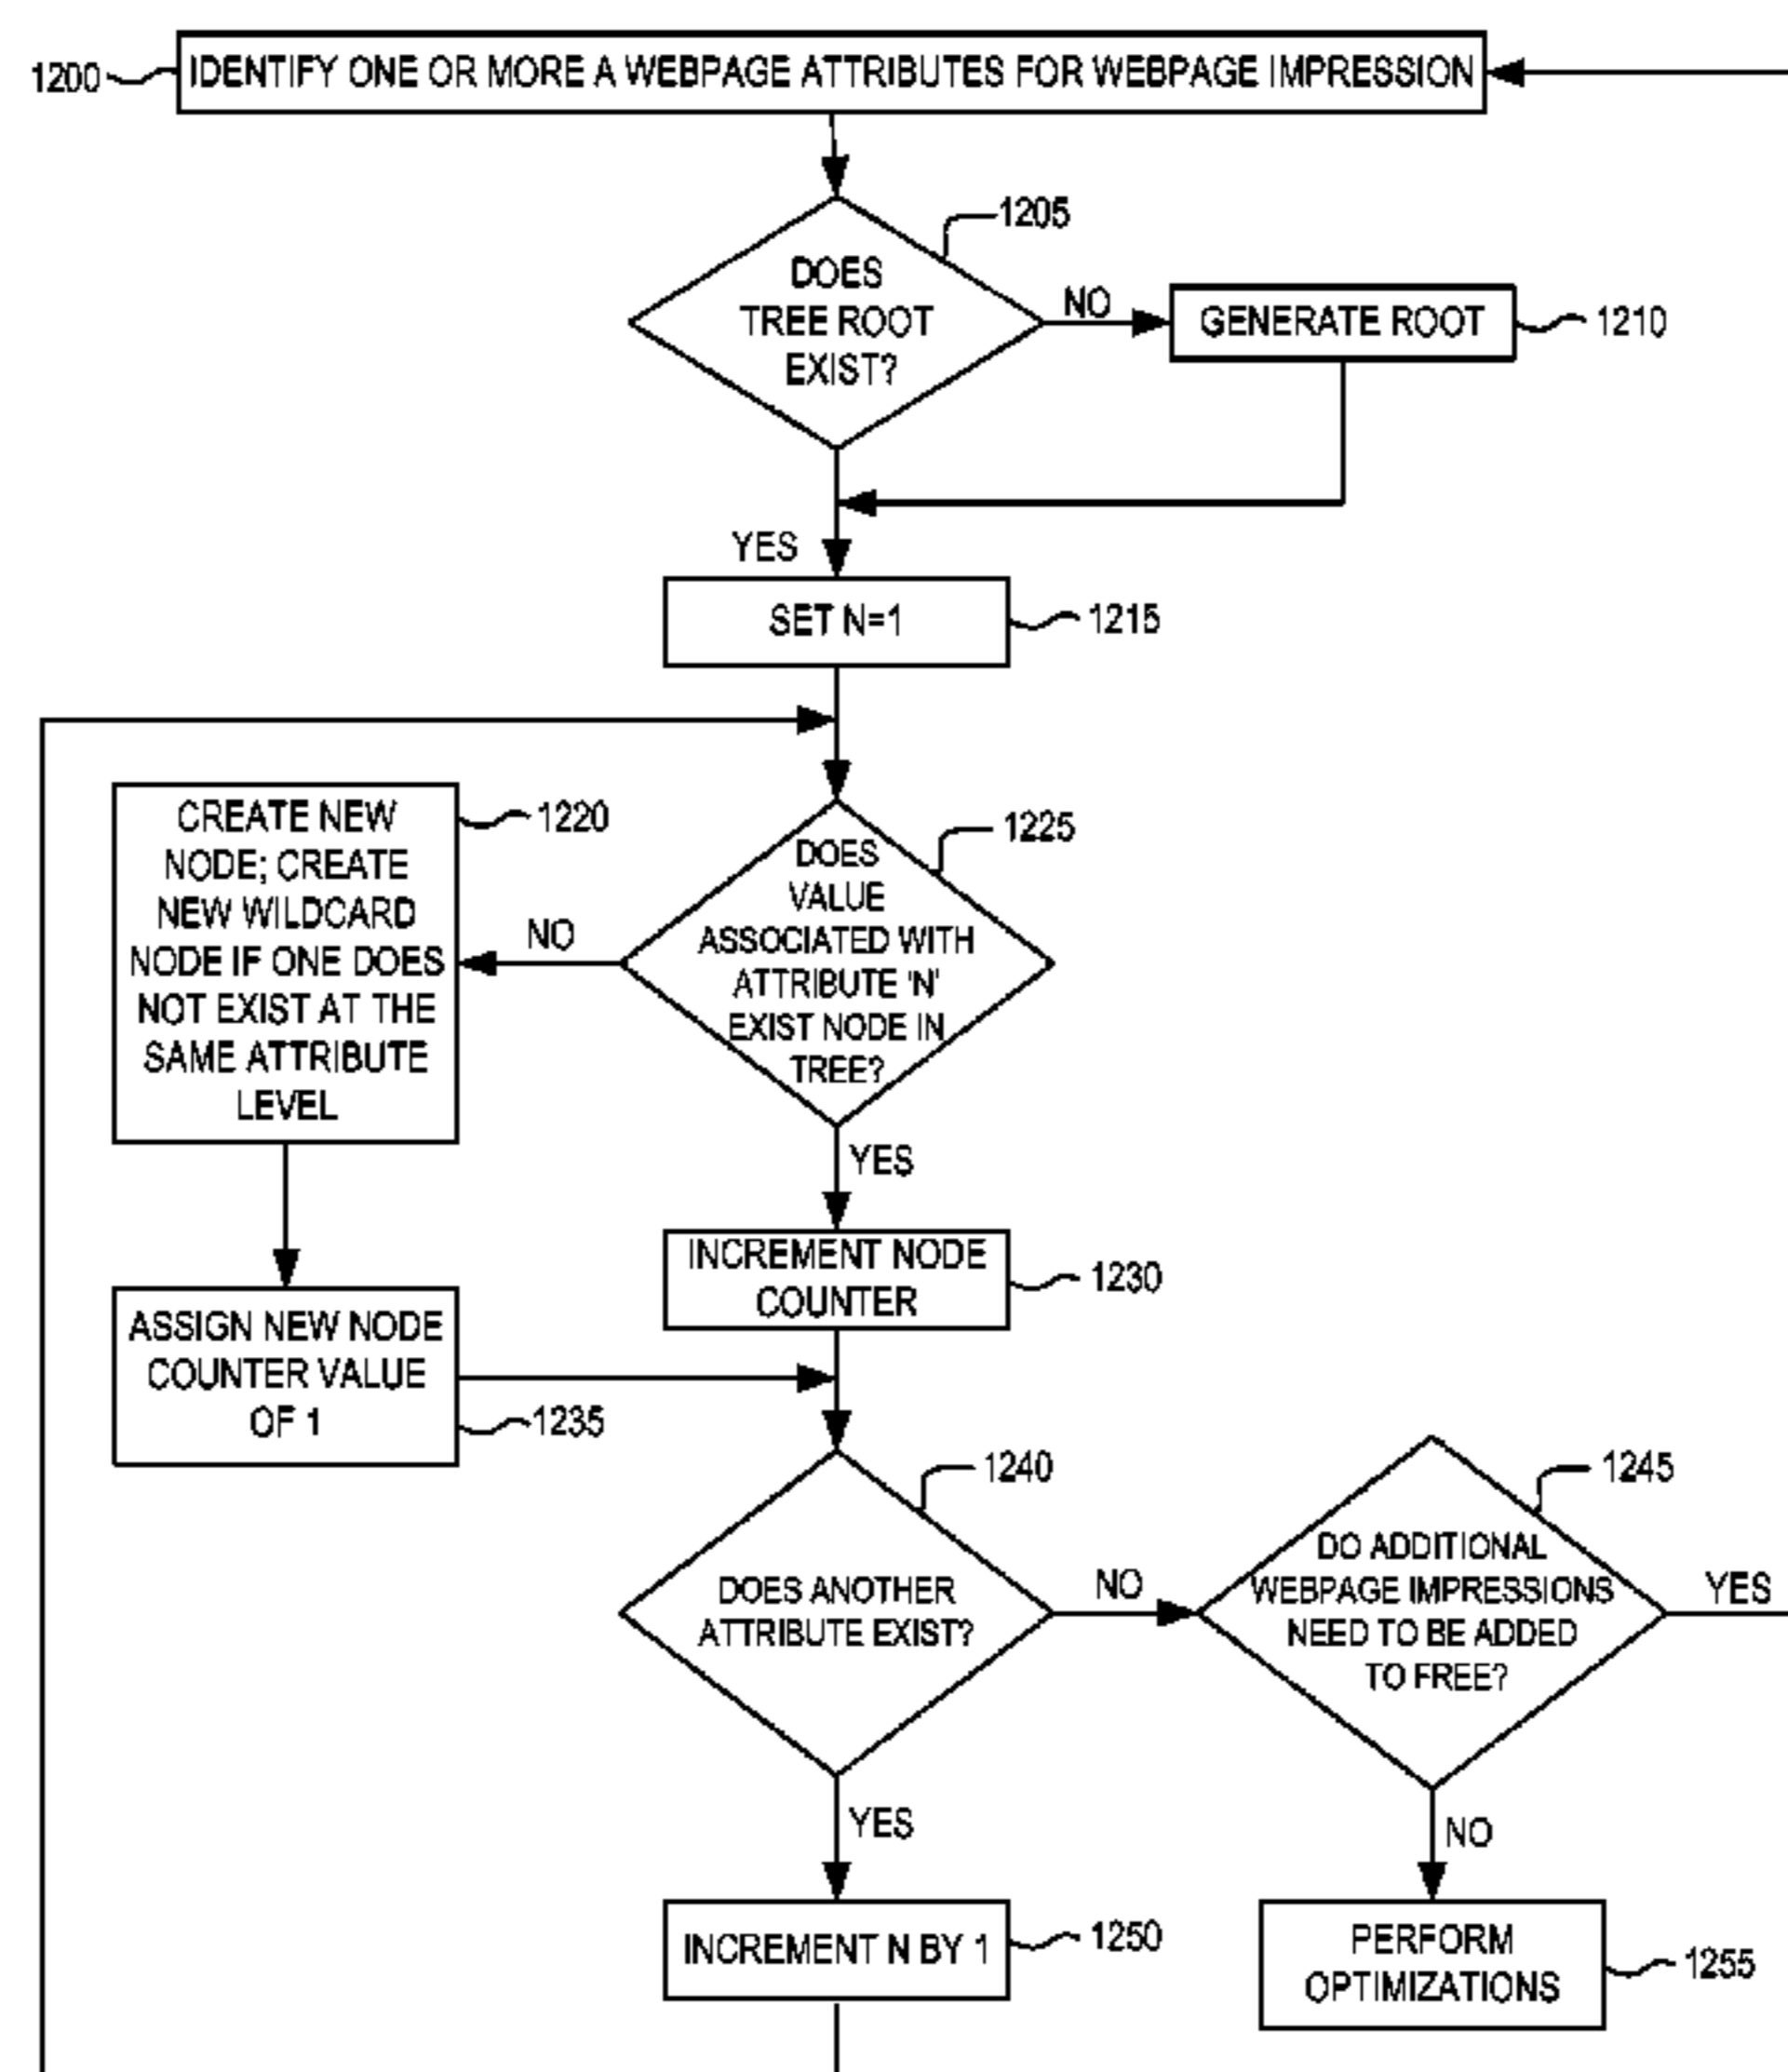 1200
IDENTIFY ONE OR MORE A WEBPAGE ATTRIBUTES FOR WEBPAGE IMPRESSION
1205
DOES
TREE ROOT
EXIST?
NO
GENERATE ROOT
1210
YES
SET N=1
1215
CREATE NEW
NODE; CREATE
NEW WILDCARD
NODE IF ONE DOES
NOT EXIST AT THE
SAME ATTRIBUTE
LEVEL
1220
NO
1225
DOES
VALUE
ASSOCIATED WITH
ATTRIBUTE 'N'
EXIST NODE IN
TREE?
YES
INCREMENT NODE
COUNTER
1230
ASSIGN NEW NODE
COUNTER VALUE
OF 1
1235
1240
DOES ANOTHER
ATTRIBUTE EXIST?
NO
1245
DO ADDITIONAL
WEBPAGE IMPRESSIONS
NEED TO BE ADDED
TO FREE?
YES
YES
NO
INCREMENT N BY 1
1250
PERFORM
OPTIMIZATIONS
1255